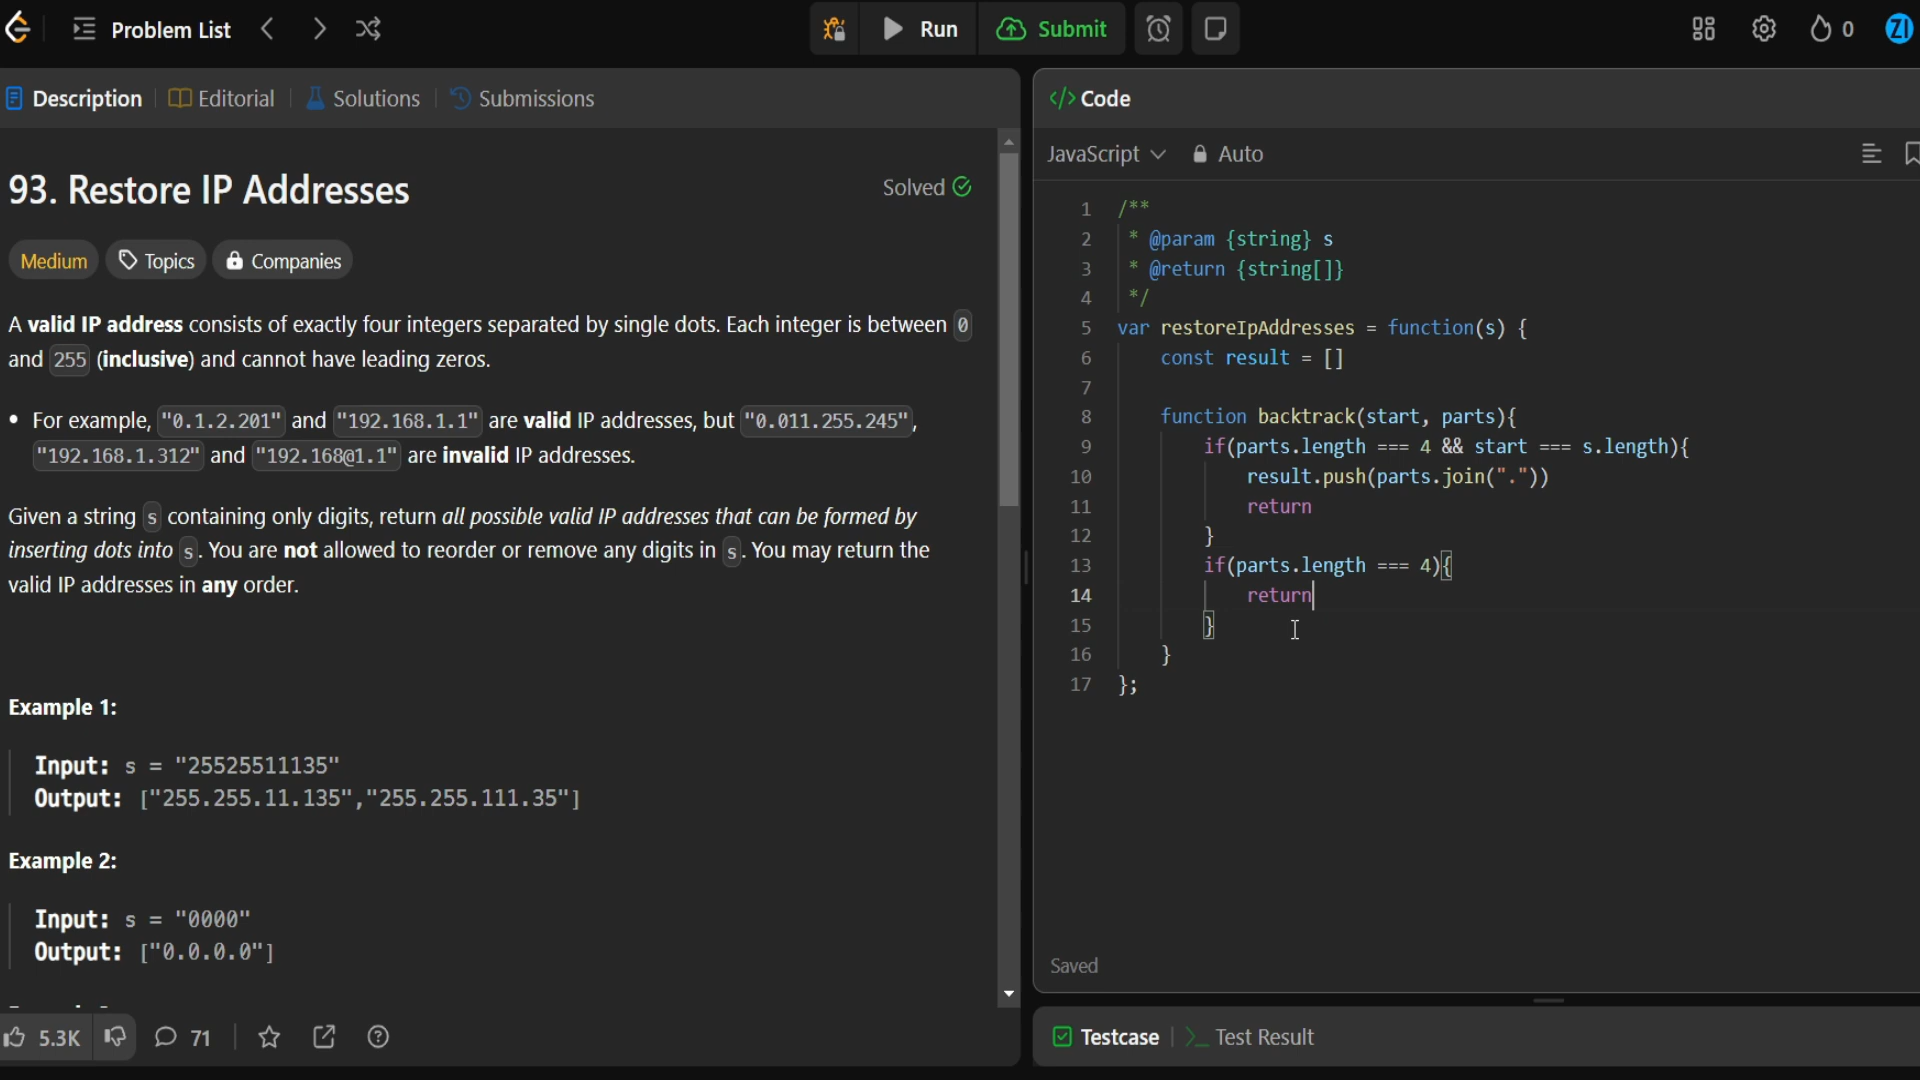 Problem List
Run
Submit
0
ZI
Description
Editorial
Solutions
Submissions
93. Restore IP Addresses
Solved
Medium
Topics
Companies
A valid IP address consists of exactly four integers separated by single dots. Each integer is between 0
and 255 (inclusive) and cannot have leading zeros.
• For example, "0.1.2.201" and "192.168.1.1" are valid IP addresses, but "0.011.255.245",
"192.168.1.312" and "192.168@1.1" are invalid IP addresses.
Given a string s containing only digits, return all possible valid IP addresses that can be formed by
inserting dots into s. You are not allowed to reorder or remove any digits in s. You may return the
valid IP addresses in any order.
Example 1:
Input: s = "25525511135"
Output: ["255.255.11.135","255.255.111.35"]
Example 2:
Input: s = "0000"
Output: ["0.0.0.0"]
5.3K
71
</> Code
JavaScript
Auto
1 /**
2  * @param {string} s
3  * @return {string[]}
4  */
5 var restoreIpAddresses = function(s) {
6     const result = []
7
8     function backtrack(start, parts){
9         if(parts.length === 4 && start === s.length){
10             result.push(parts.join("."))
11             return
12         }
13         if(parts.length === 4){
14             return
15         }
16     }
17 };
Saved
Testcase
Test Result